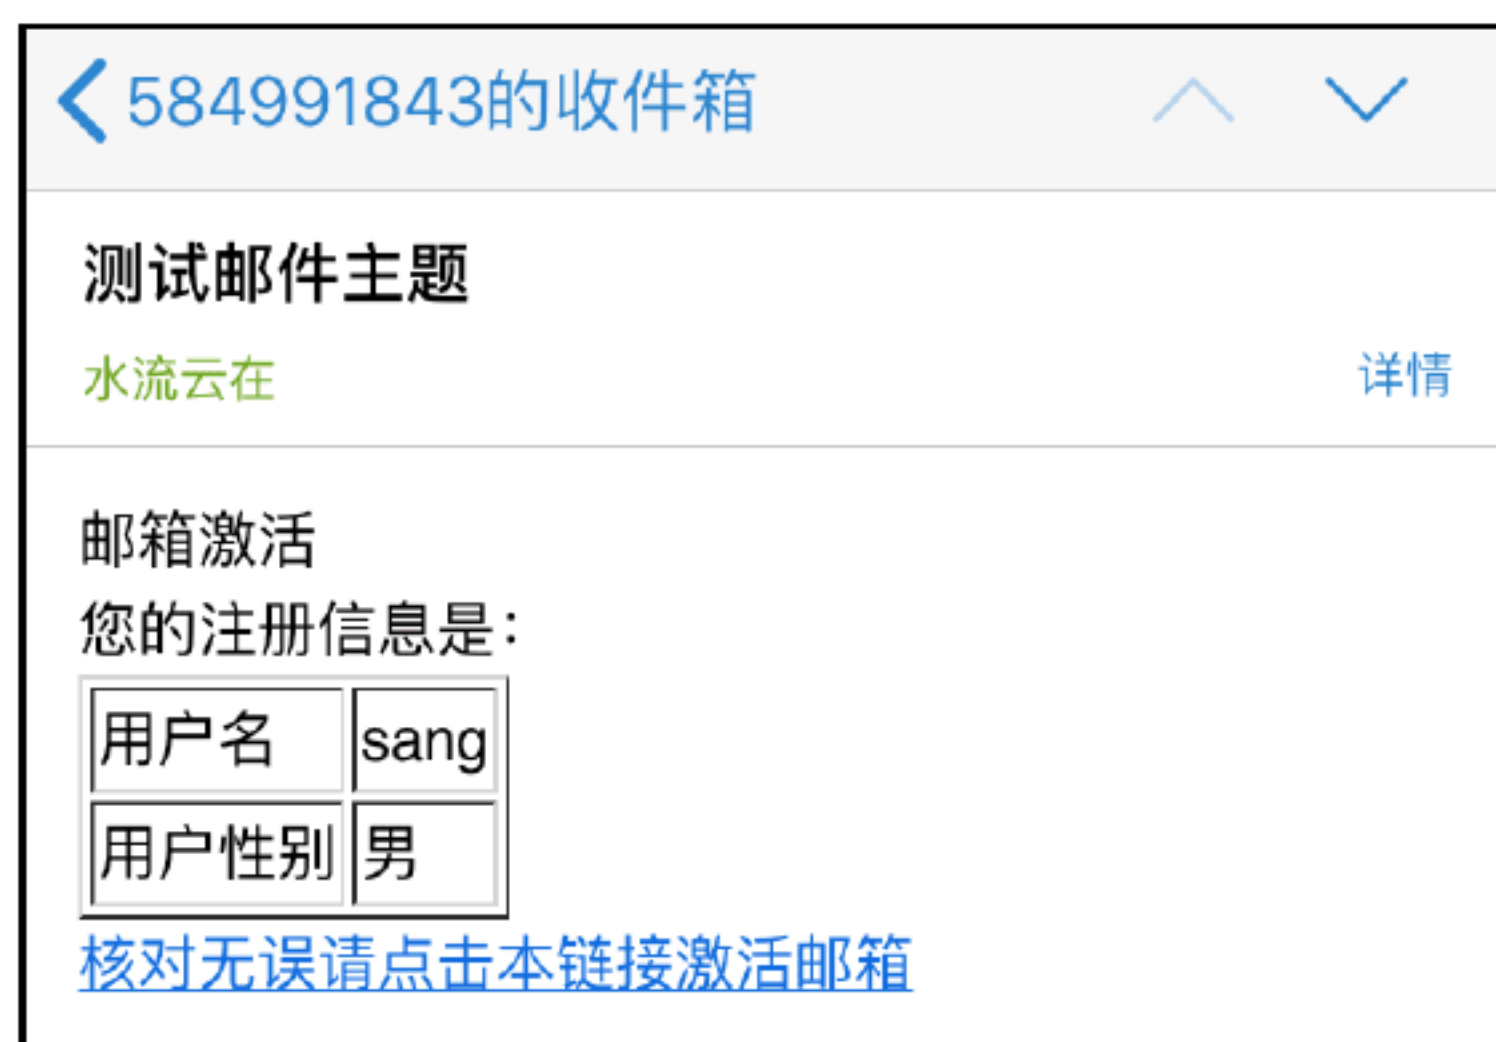 584991843的收件箱
测试邮件主题
水流云在 详情
邮箱激活
您的注册信息是：
用户名 sang
用户性别 男
核对无误请点击本链接激活邮箱